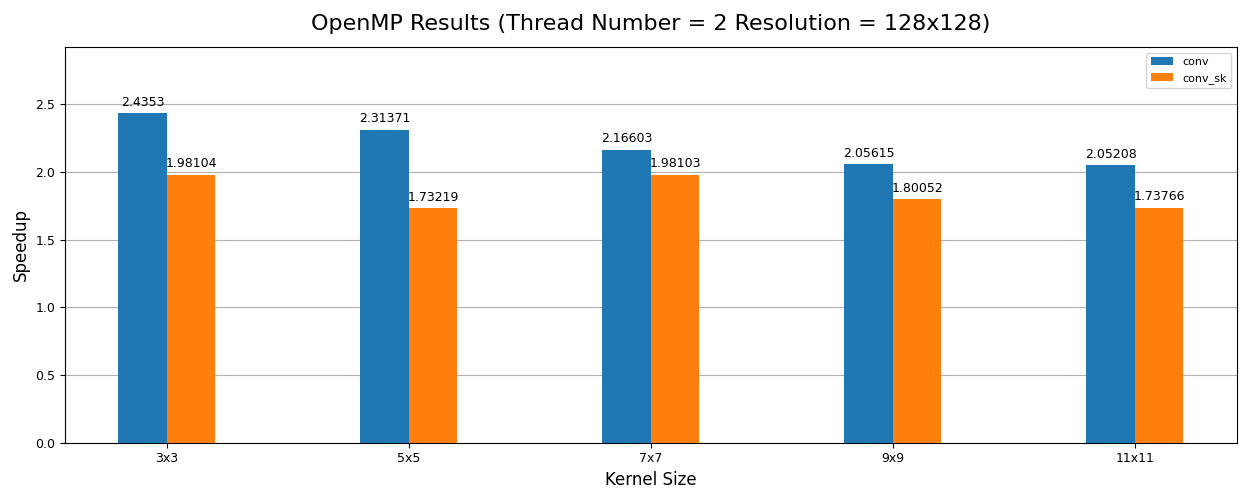 OpenMP Results (Thread Number = 2 Resolution = 128x128)
conv
conv_sk
Speedup
2.5
2.0
1.5
1.0
0.5
0.0
2.4353
1.98104
2.31371
1.73219
2.16603
1.98103
2.05615
1.80052
2.05208
1.73766
3x3
5x5
7x7
9x9
11x11
Kernel Size